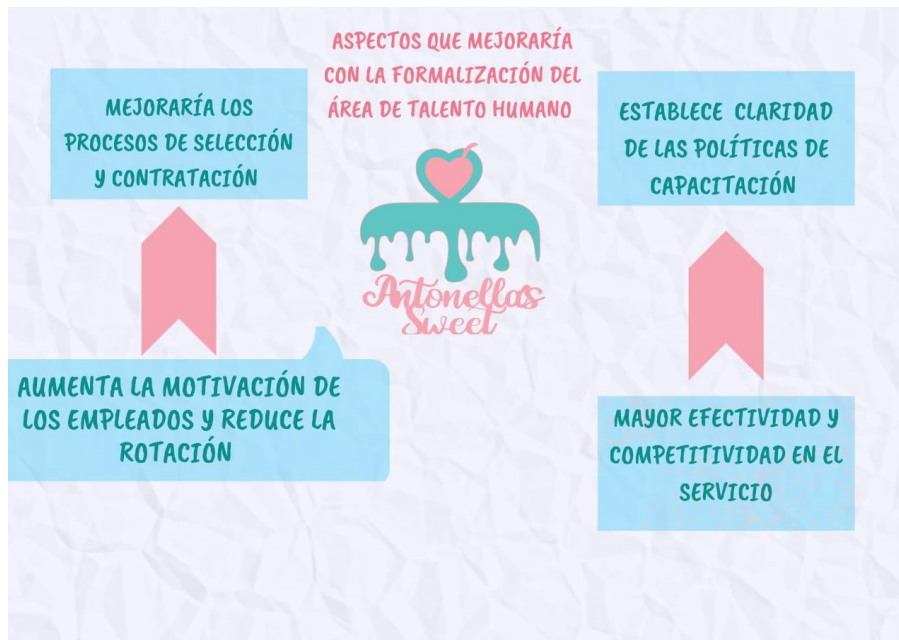 ASPECTOS QUE MEJORARÍA
CON LA FORMALIZACIÓN DEL
ÁREA DE TALENTO HUMANO
MEJORARÍA LOS
PROCESOS DE SELECCIÓN
Y CONTRATACIÓN
ESTABLECE CLARIDAD
DE LAS POLÍTICAS DE
CAPACITACIÓN
Antonella's
Sweet
AUMENTA LA MOTIVACIÓN DE
LOS EMPLEADOS Y REDUCE LA
ROTACIÓN
MAYOR EFECTIVIDAD Y
COMPETITIVIDAD EN EL
SERVICIO